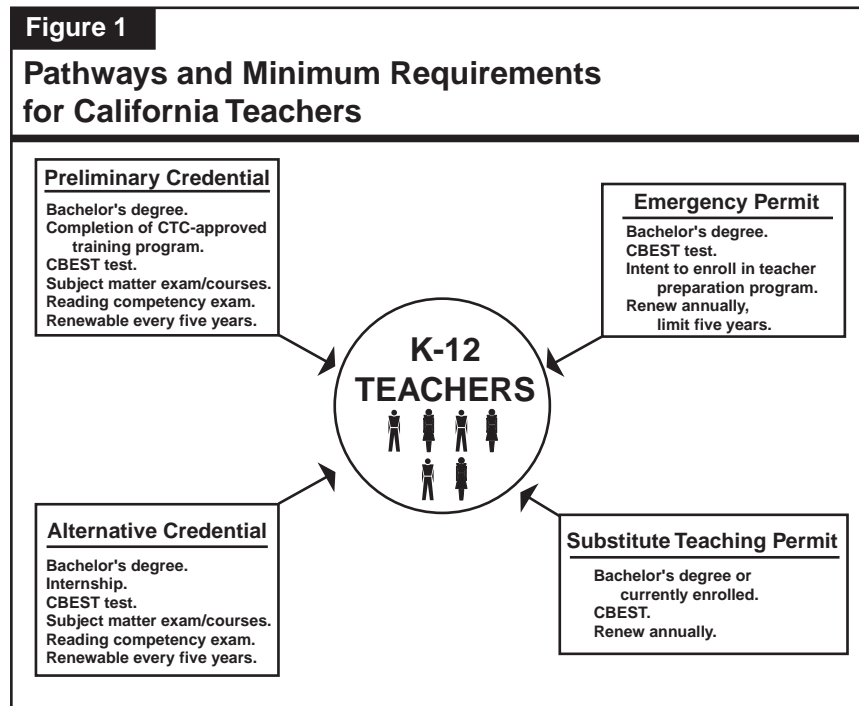 Figure 1
Pathways and Minimum Requirements
for California Teachers
Preliminary Credential
Bachelor's degree.
Completion of CTC-approved
training program.
CBEST test.
Subject matter exam/courses.
Reading competency exam.
Renewable every five years.
Emergency Permit
Bachelor's degree.
CBEST test.
Intent to enroll in teacher
preparation program.
Renew annually,
limit five years.
K-12
TEACHERS
Alternative Credential
Bachelor's degree.
Internship.
CBEST test.
Subject matter exam/courses.
Reading competency exam.
Renewable every five years.
Substitute Teaching Permit
Bachelor's degree or
currently enrolled.
CBEST.
Renew annually.